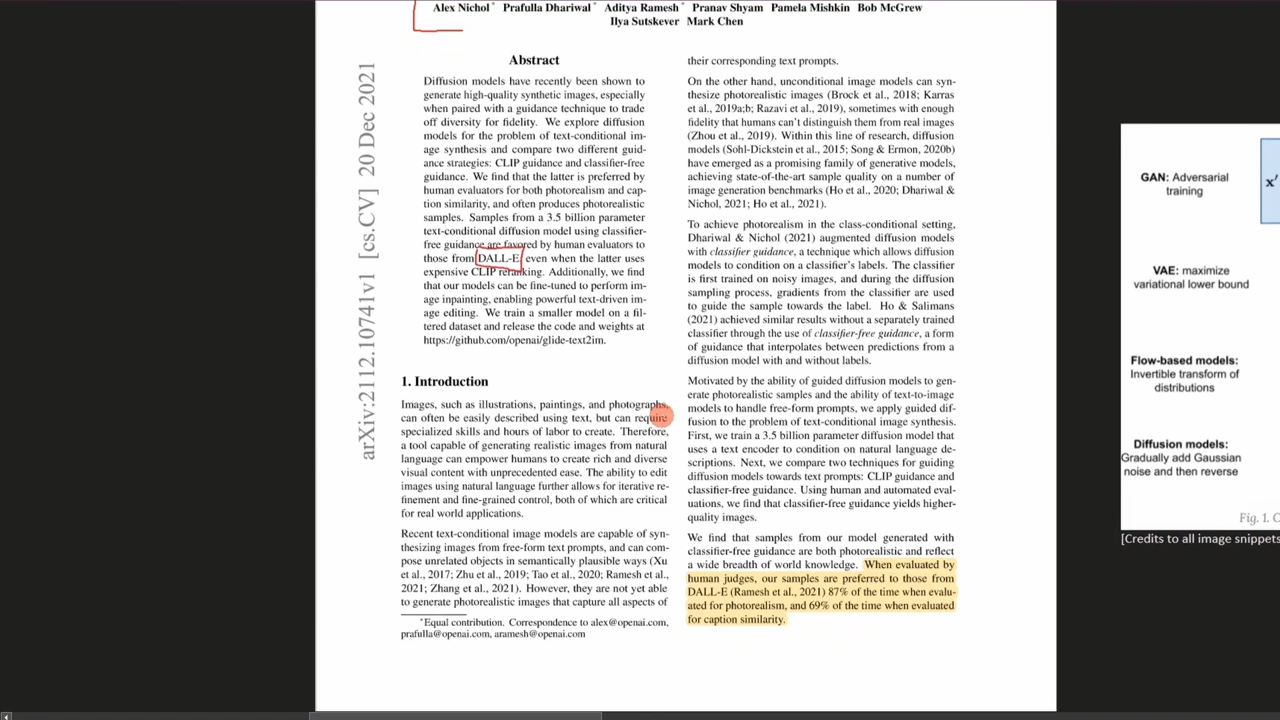 Alex Nichol* Prafulla Dhariwal* Aditya Ramesh* Pranav Shyam Pamela Mishkin Bob McGrew
Ilya Sutskever Mark Chen
arXiv:2112.10741v1 [cs.CV] 20 Dec 2021
Abstract
Diffusion models have recently been shown to
generate high-quality synthetic images, especially
when paired with a guidance technique to trade
off diversity for fidelity. We explore diffusion
models for the problem of text-conditional im-
age synthesis and compare two different guid-
ance strategies: CLIP guidance and classifier-free
guidance. We find that the latter is preferred by
human evaluators for both photorealism and cap-
tion similarity, and often produces photorealistic
samples. Samples from a 3.5 billion parameter
text-conditional diffusion model using classifier-
free guidance are favored by human evaluators to
those from DALL-E, even when the latter uses
expensive CLIP reranking. Additionally, we find
that our models can be fine-tuned to perform im-
age inpainting, enabling powerful text-driven im-
age editing. We train a smaller model on a fil-
tered dataset and release the code and weights at
https://github.com/openai/glide-text2im.
1. Introduction
Images, such as illustrations, paintings, and photographs,
can often be easily described using text, but can require
specialized skills and hours of labor to create. Therefore,
a tool capable of generating realistic images from natural
language can empower humans to create rich and diverse
visual content with unprecedented ease. The ability to edit
images using natural language further allows for iterative re-
finement and fine-grained control, both of which are critical
for real world applications.
Recent text-conditional image models are capable of syn-
thesizing images from free-form text prompts, and can com-
pose unrelated objects in semantically plausible ways (Xu
et al., 2017; Zhu et al., 2019; Tao et al., 2020; Ramesh et al.,
2021; Zhang et al., 2021). However, they are not yet able
to generate photorealistic images that capture all aspects of
*Equal contribution. Correspondence to alex@openai.com,
prafulla@openai.com, aramesh@openai.com
their corresponding text prompts.
On the other hand, unconditional image models can syn-
thesize photorealistic images (Brock et al., 2018; Karras
et al., 2019a;b; Razavi et al., 2019), sometimes with enough
fidelity that humans can't distinguish them from real images
(Zhou et al., 2019). Within this line of research, diffusion
models (Sohl-Dickstein et al., 2015; Song & Ermon, 2020b)
have emerged as a promising family of generative models,
achieving state-of-the-art sample quality on a number of
image generation benchmarks (Ho et al., 2020; Dhariwal &
Nichol, 2021; Ho et al., 2021).
To achieve photorealism in the class-conditional setting,
Dhariwal & Nichol (2021) augmented diffusion models
with classifier guidance, a technique which allows diffusion
models to condition on a classifier's labels. The classifier
is first trained on noisy images, and during the diffusion
sampling process, gradients from the classifier are used
to guide the sample towards the label. Ho & Salimans
(2021) achieved similar results without a separately trained
classifier through the use of classifier-free guidance, a form
of guidance that interpolates between predictions from a
diffusion model with and without labels.
Motivated by the ability of guided diffusion models to gen-
erate photorealistic samples and the ability of text-to-image
models to handle free-form prompts, we apply guided dif-
fusion to the problem of text-conditional image synthesis.
First, we train a 3.5 billion parameter diffusion model that
uses a text encoder to condition on natural language de-
scriptions. Next, we compare two techniques for guiding
diffusion models towards text prompts: CLIP guidance and
classifier-free guidance. Using human and automated eval-
uations, we find that classifier-free guidance yields higher-
quality images.
We find that samples from our model generated with
classifier-free guidance are both photorealistic and reflect
a wide breadth of world knowledge. When evaluated by
human judges, our samples are preferred to those from
DALL-E (Ramesh et al., 2021) 87% of the time when evalu-
ated for photorealism, and 69% of the time when evaluated
for caption similarity.
GAN: Adversarial
training
x'
VAE: maximize
variational lower bound
Flow-based models:
Invertible transform of
distributions
Diffusion models:
Gradually add Gaussian
noise and then reverse
Fig. 1.
[Credits to all image snippets